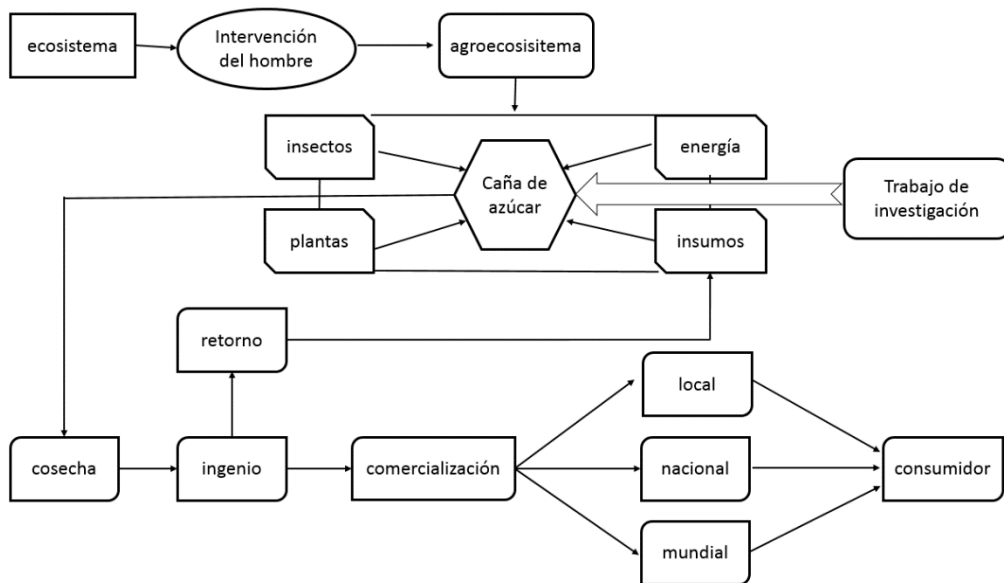 ecosistema
Intervención
del hombre
agroecosisitema
insectos
energía
Caña de
azúcar
Trabajo de
investigación
plantas
insumos
retorno
local
cosecha
ingenio
comercialización
nacional
consumidor
mundial